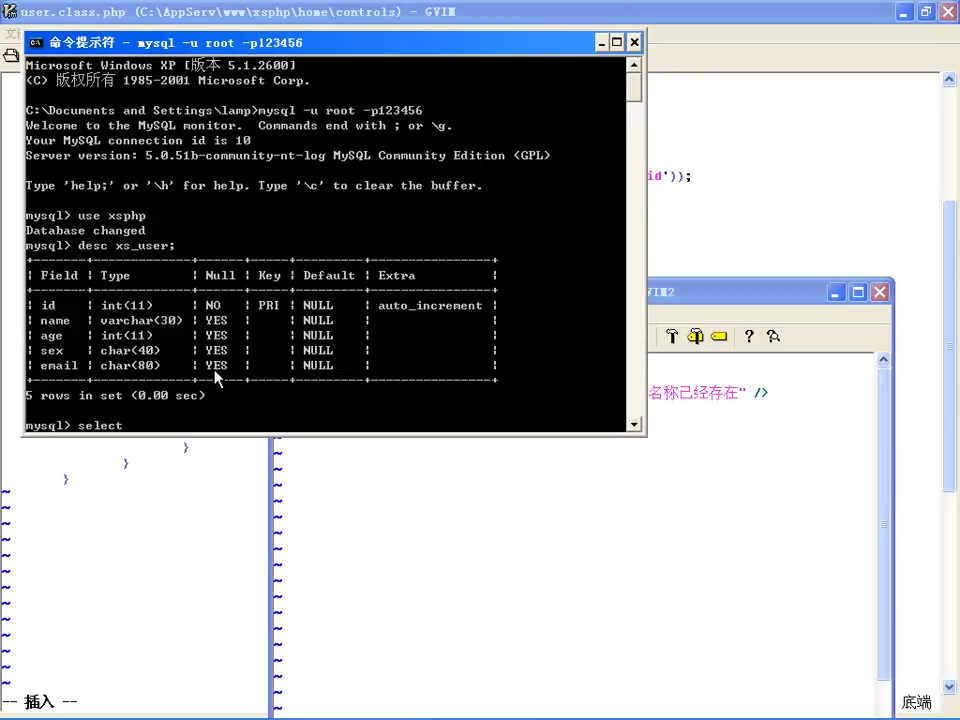 user.class.php (C:\AppServ\www\xsphp\home\controls) - GVIM
命令提示符 - mysql -u root -p123456
Microsoft Windows XP [版本 5.1.2600]
(C) 版权所有 1985-2001 Microsoft Corp.
C:\Documents and Settings\lamp>mysql -u root -p123456
Welcome to the MySQL monitor.  Commands end with ; or \g.
Your MySQL connection id is 10
Server version: 5.0.51b-community-nt-log MySQL Community Edition (GPL)
Type 'help;' or '\h' for help. Type '\c' to clear the buffer.
mysql> use xsphp
Database changed
mysql> desc xs_user;
+-------+-------------+------+-----+---------+----------------+
| Field | Type        | Null | Key | Default | Extra          |
+-------+-------------+------+-----+---------+----------------+
| id    | int(11)     | NO   | PRI | NULL    | auto_increment |
| name  | varchar(30) | YES  |     | NULL    |                |
| age   | int(11)     | YES  |     | NULL    |                |
| sex   | char(40)    | YES  |     | NULL    |                |
| email | char(80)    | YES  |     | NULL    |                |
+-------+-------------+------+-----+---------+----------------+
5 rows in set (0.00 sec)
mysql> select
id'));
VIM2
名称已经存在" />
}
}
}
-- 插入 --
底端